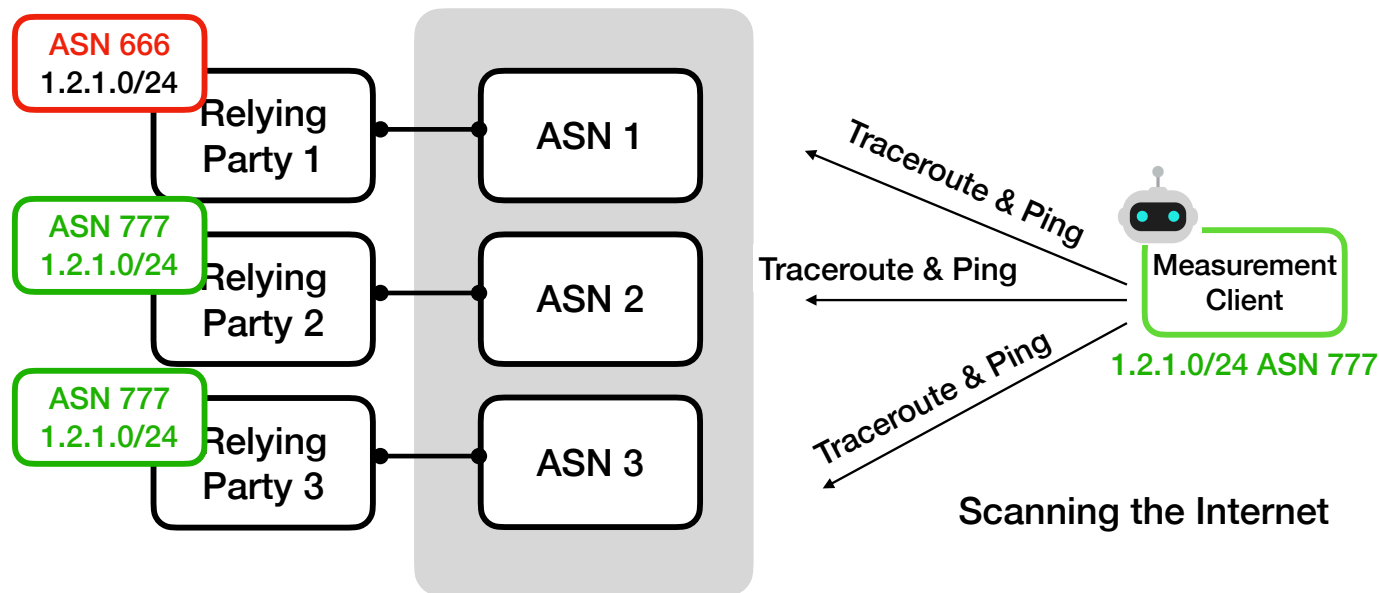 ASN 666
1.2.1.0/24
Relying
Party 1
ASN 1
ASN 777
1.2.1.0/24
Relying
Party 2
ASN 2
ASN 777
1.2.1.0/24
Relying
Party 3
ASN 3
Traceroute & Ping
Traceroute & Ping
Traceroute & Ping
Measurement
Client
1.2.1.0/24 ASN 777
Scanning the Internet